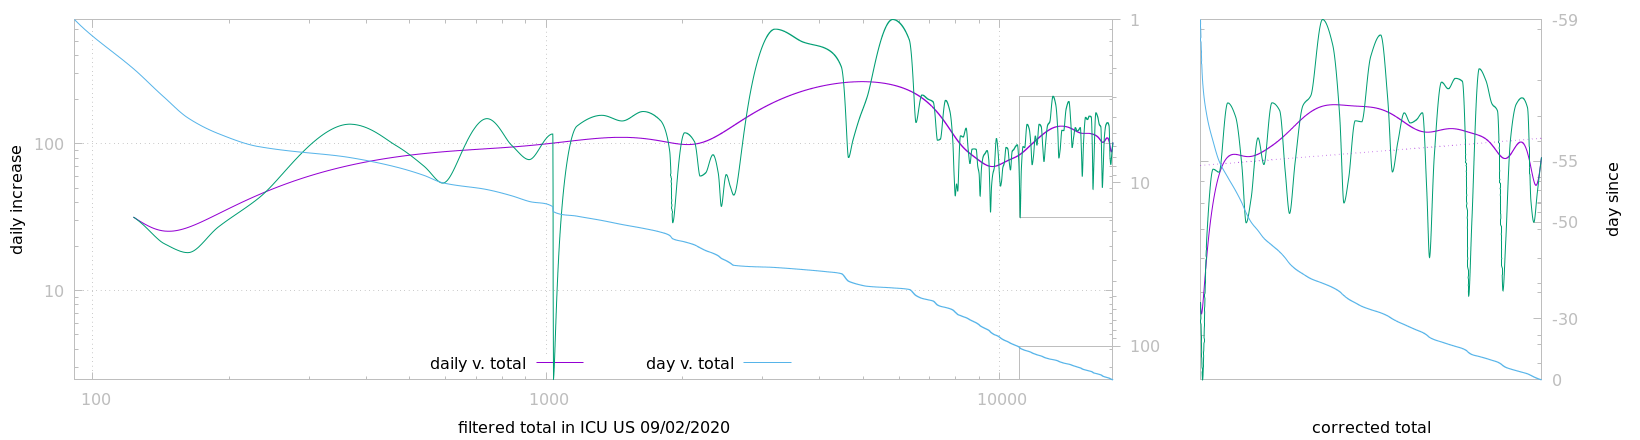 daily increase
100
10
daily v. total
day v. total
100
1000
10000
filtered total in ICU US 09/02/2020
1
10
100
-59
-55
-50
-30
0
day since
corrected total